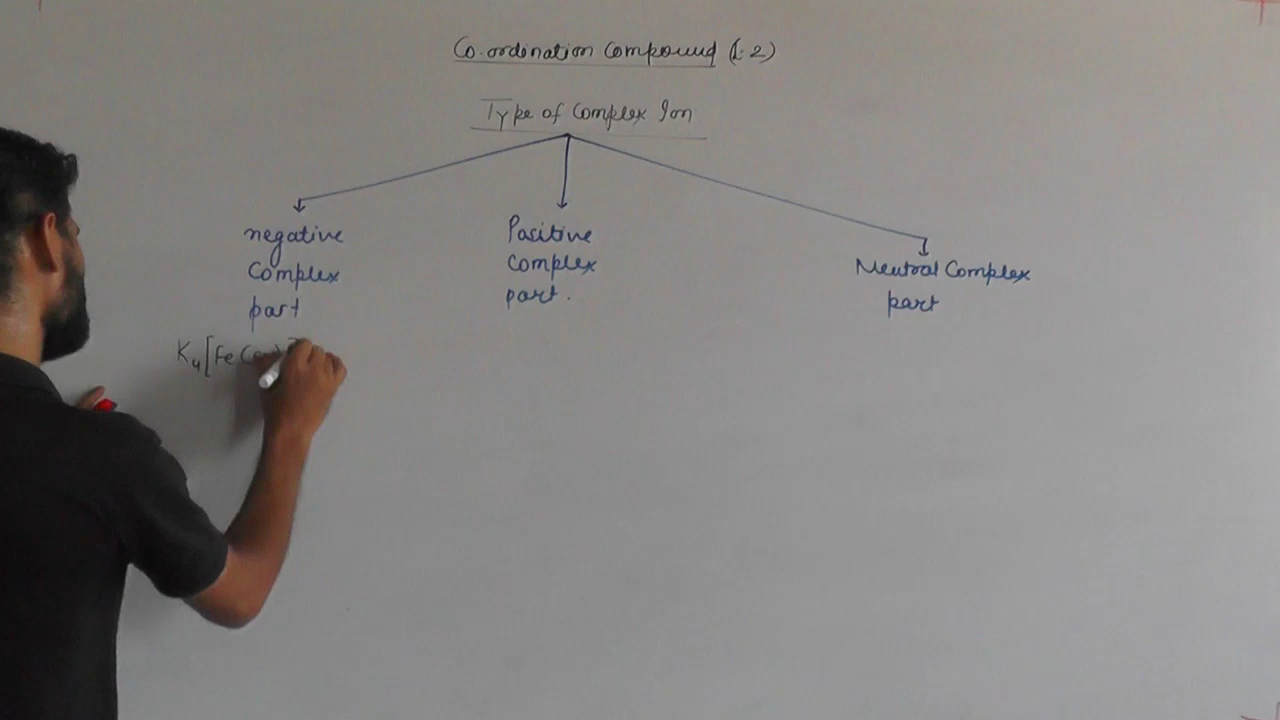 Co-ordination Compound (L-2)
Type of Complex Ion
negative
Complex
part
Positive
Complex
part.
Neutral Complex
part
K4[Fe(